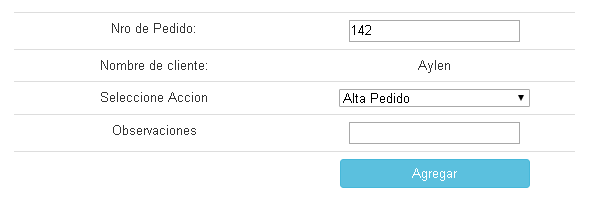 Nro de Pedido: 142
Nombre de cliente: Aylen
Seleccione Accion Alta Pedido
Observaciones
Agregar